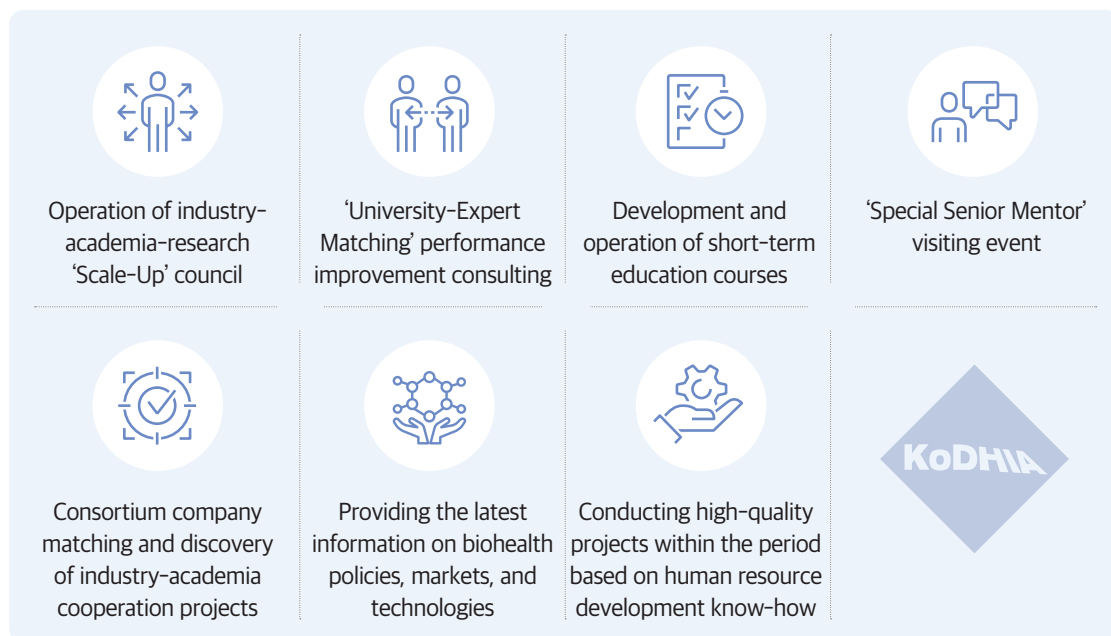 Operation of industry-
academia-research
‘Scale-Up’ council
‘University-Expert
Matching’ performance
improvement consulting
Development and
operation of short-term
education courses
‘Special Senior Mentor’
visiting event
Consortium company
matching and discovery
of industry-academia
cooperation projects
Providing the latest
information on biohealth
policies, markets, and
technologies
Conducting high-quality
projects within the period
based on human resource
development know-how
KoDHIA